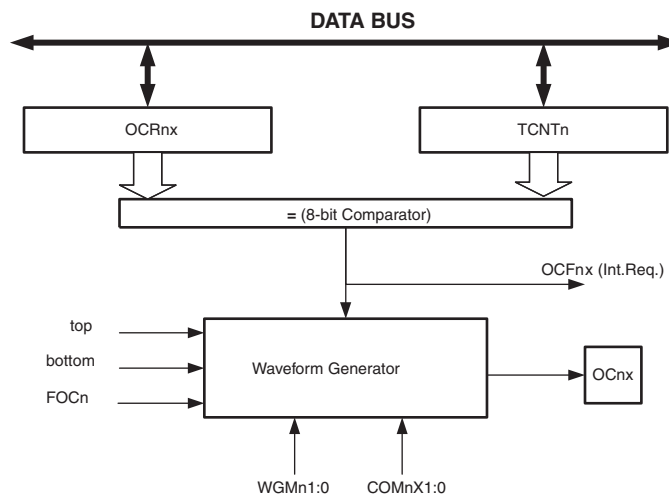 DATA BUS
OCRnx
TCNTn
= (8-bit Comparator)
OCFnx (Int.Req.)
top
bottom
FOCn
Waveform Generator
OCnx
WGMn1:0
COMnX1:0